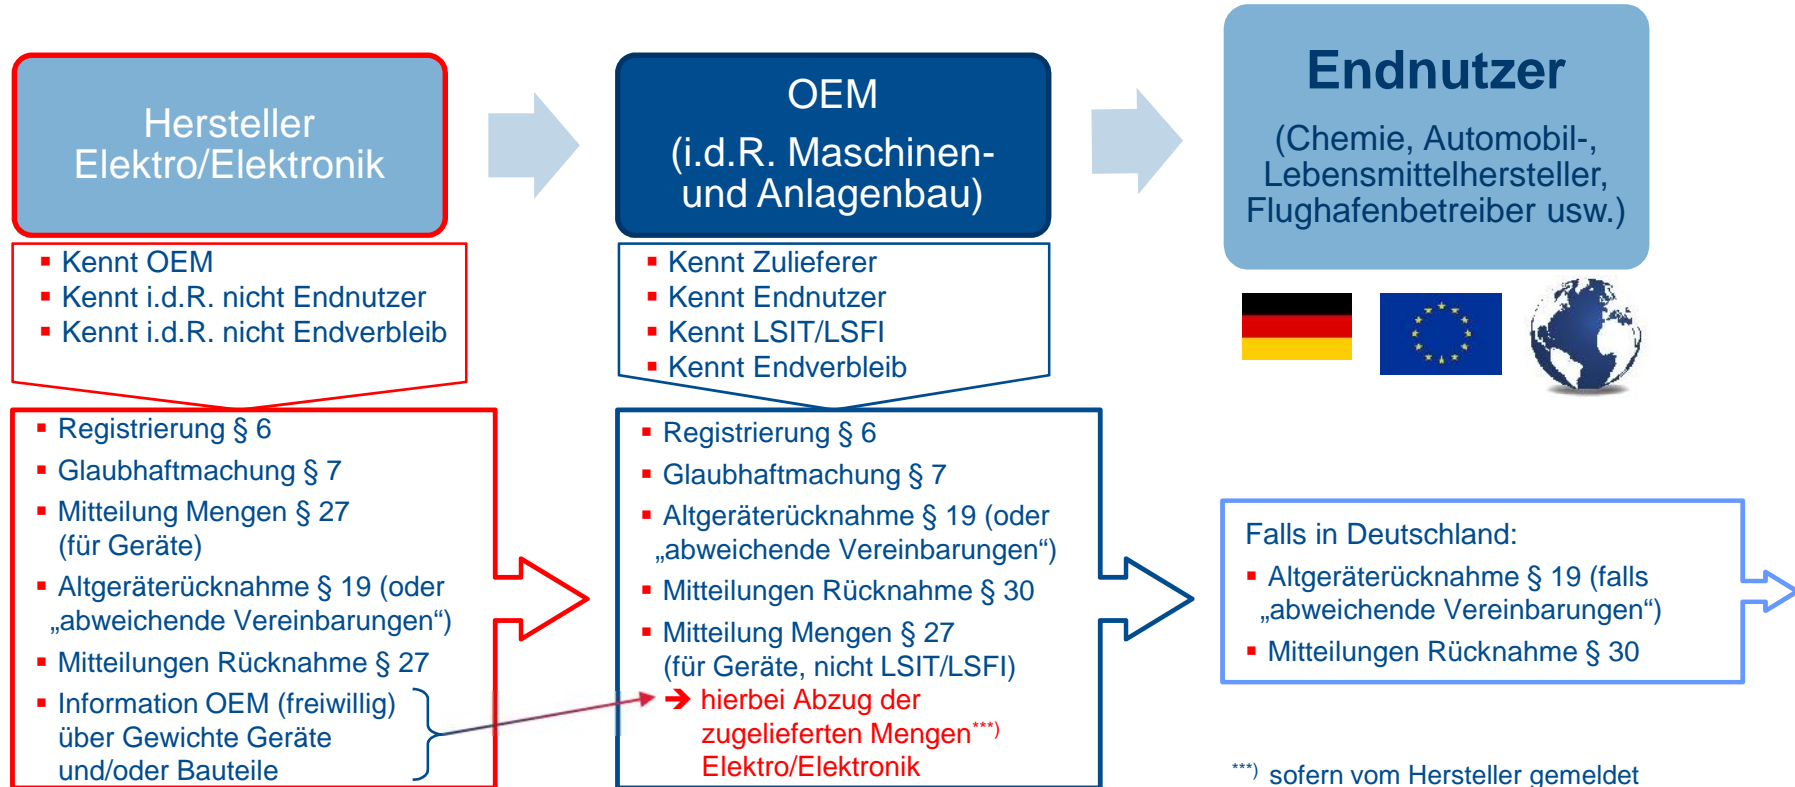 Hersteller
Elektro/Elektronik
OEM
(i.d.R. Maschinen-
und Anlagenbau)
Endnutzer
(Chemie, Automobil-,
Lebensmittelhersteller,
Flughafenbetreiber usw.)
▪ Kennt OEM
▪ Kennt i.d.R. nicht Endnutzer
▪ Kennt i.d.R. nicht Endverbleib
▪ Kennt Zulieferer
▪ Kennt Endnutzer
▪ Kennt LSIT/LSFI
▪ Kennt Endverbleib
▪ Registrierung § 6
▪ Glaubhaftmachung § 7
▪ Mitteilung Mengen § 27
(für Geräte)
▪ Altgeräterücknahme § 19 (oder
„abweichende Vereinbarungen“)
▪ Mitteilungen Rücknahme § 27
▪ Information OEM (freiwillig)
über Gewichte Geräte
und/oder Bauteile
▪ Registrierung § 6
▪ Glaubhaftmachung § 7
▪ Altgeräterücknahme § 19 (oder
„abweichende Vereinbarungen“)
▪ Mitteilungen Rücknahme § 30
▪ Mitteilung Mengen § 27
(für Geräte, nicht LSIT/LSFI)
➔ hierbei Abzug der
zugelieferten Mengen***)
Elektro/Elektronik
Falls in Deutschland:
▪ Altgeräterücknahme § 19 (falls
„abweichende Vereinbarungen“)
▪ Mitteilungen Rücknahme § 30
***) sofern vom Hersteller gemeldet